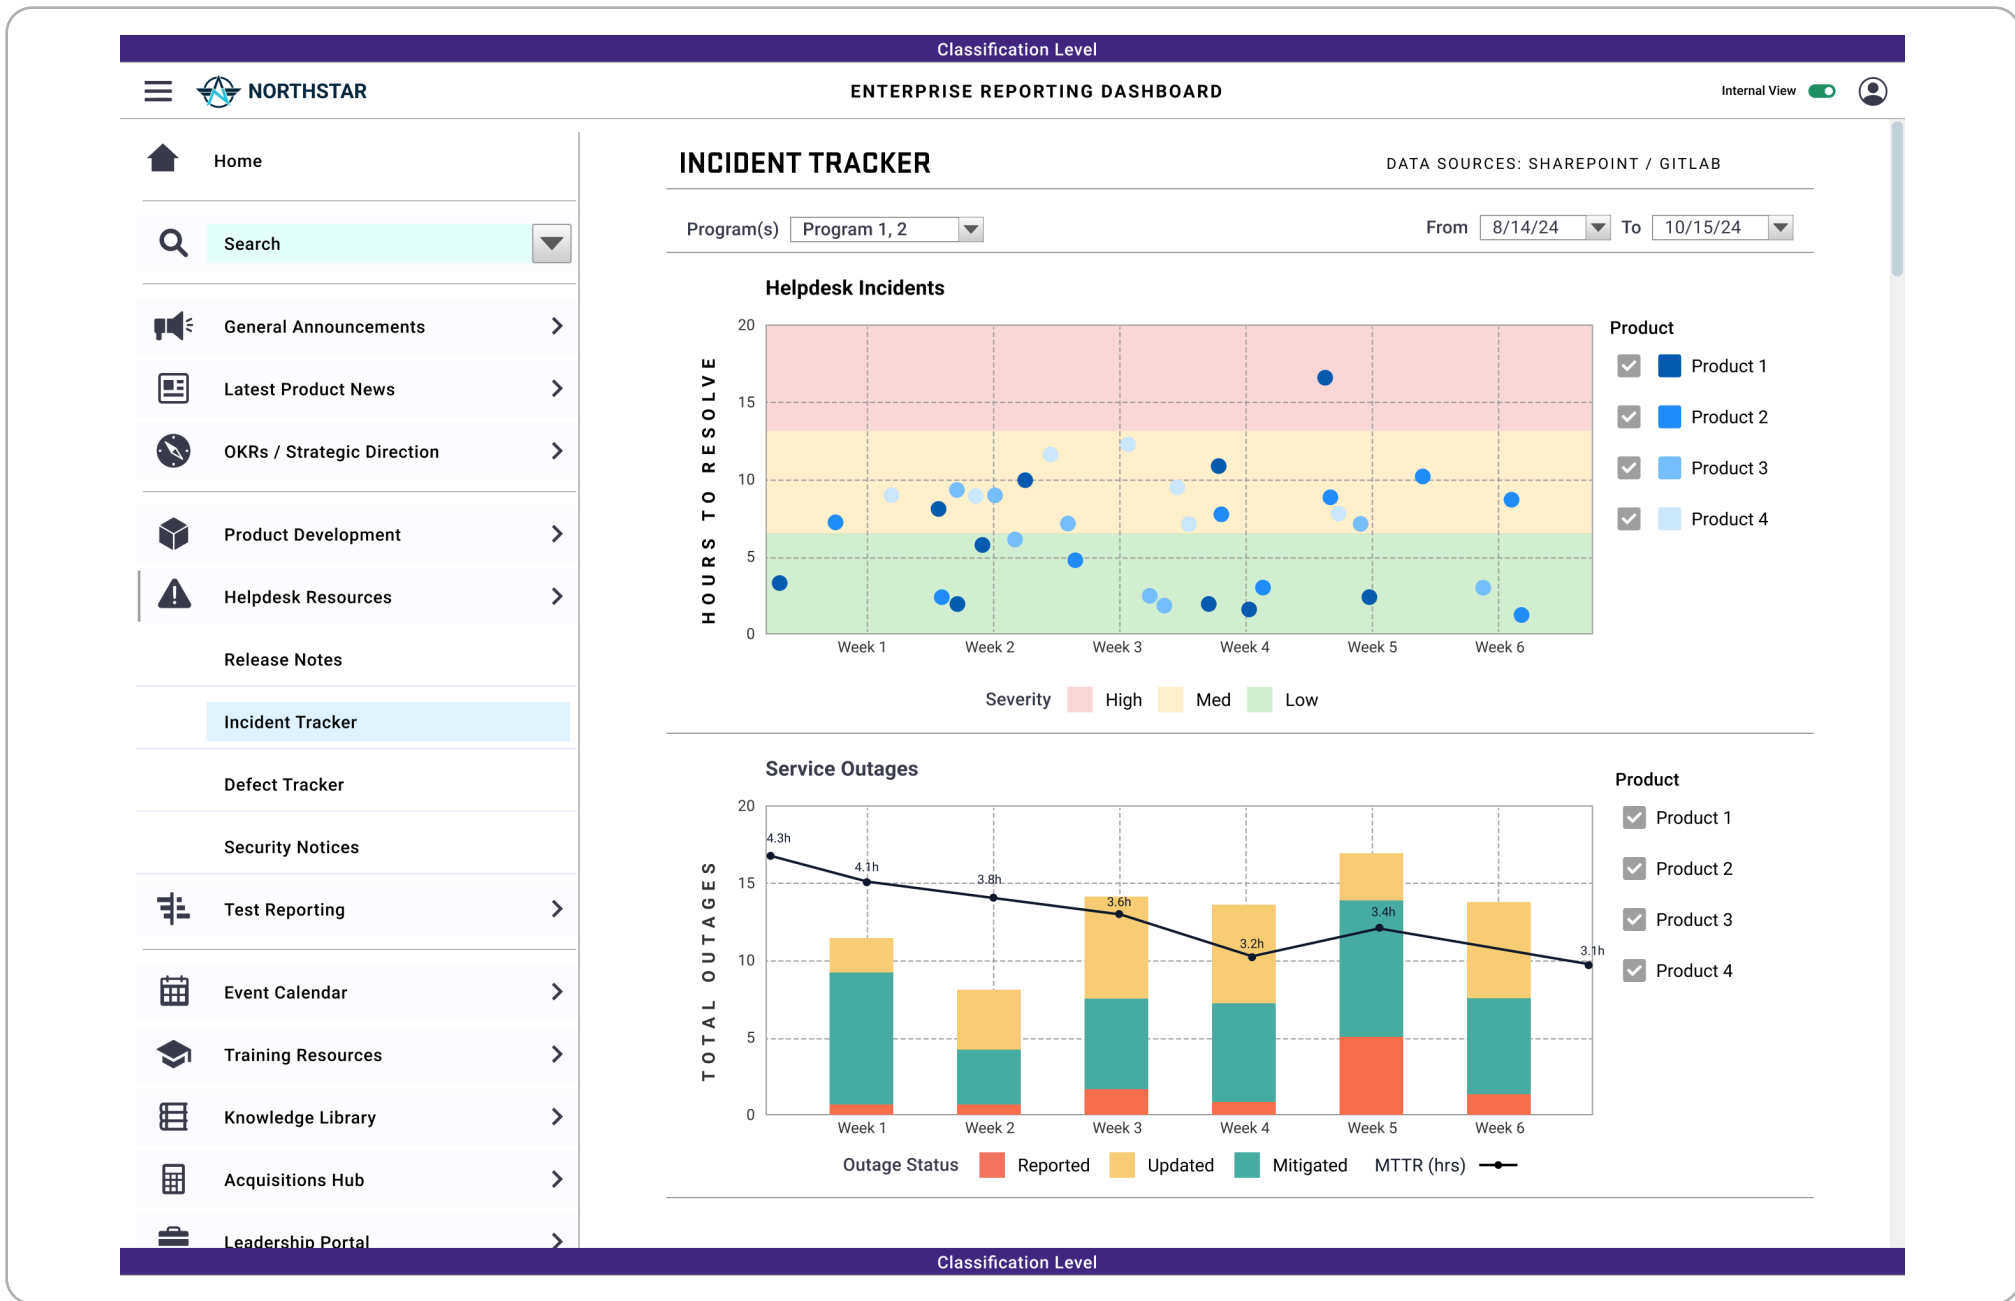 Classification Level
NORTHSTAR
ENTERPRISE REPORTING DASHBOARD
Internal View
Home
Search
General Announcements
Latest Product News
OKRs / Strategic Direction
Product Development
Helpdesk Resources
Release Notes
Incident Tracker
Defect Tracker
Security Notices
Test Reporting
Event Calendar
Training Resources
Knowledge Library
Acquisitions Hub
Leadership Portal
INCIDENT TRACKER
DATA SOURCES: SHAREPOINT / GITLAB
Program(s) Program 1, 2
From 8/14/24 To 10/15/24
Helpdesk Incidents
HOURS TO RESOLVE
20
15
10
5
0
Week 1 Week 2 Week 3 Week 4 Week 5 Week 6
Severity High Med Low
Product
Product 1
Product 2
Product 3
Product 4
Service Outages
TOTAL OUTAGES
20
15
10
5
0
4.3h
4.1h
3.8h
3.6h
3.2h
3.4h
3.1h
Week 1 Week 2 Week 3 Week 4 Week 5 Week 6
Outage Status Reported Updated Mitigated MTTR (hrs)
Product
Product 1
Product 2
Product 3
Product 4
Classification Level